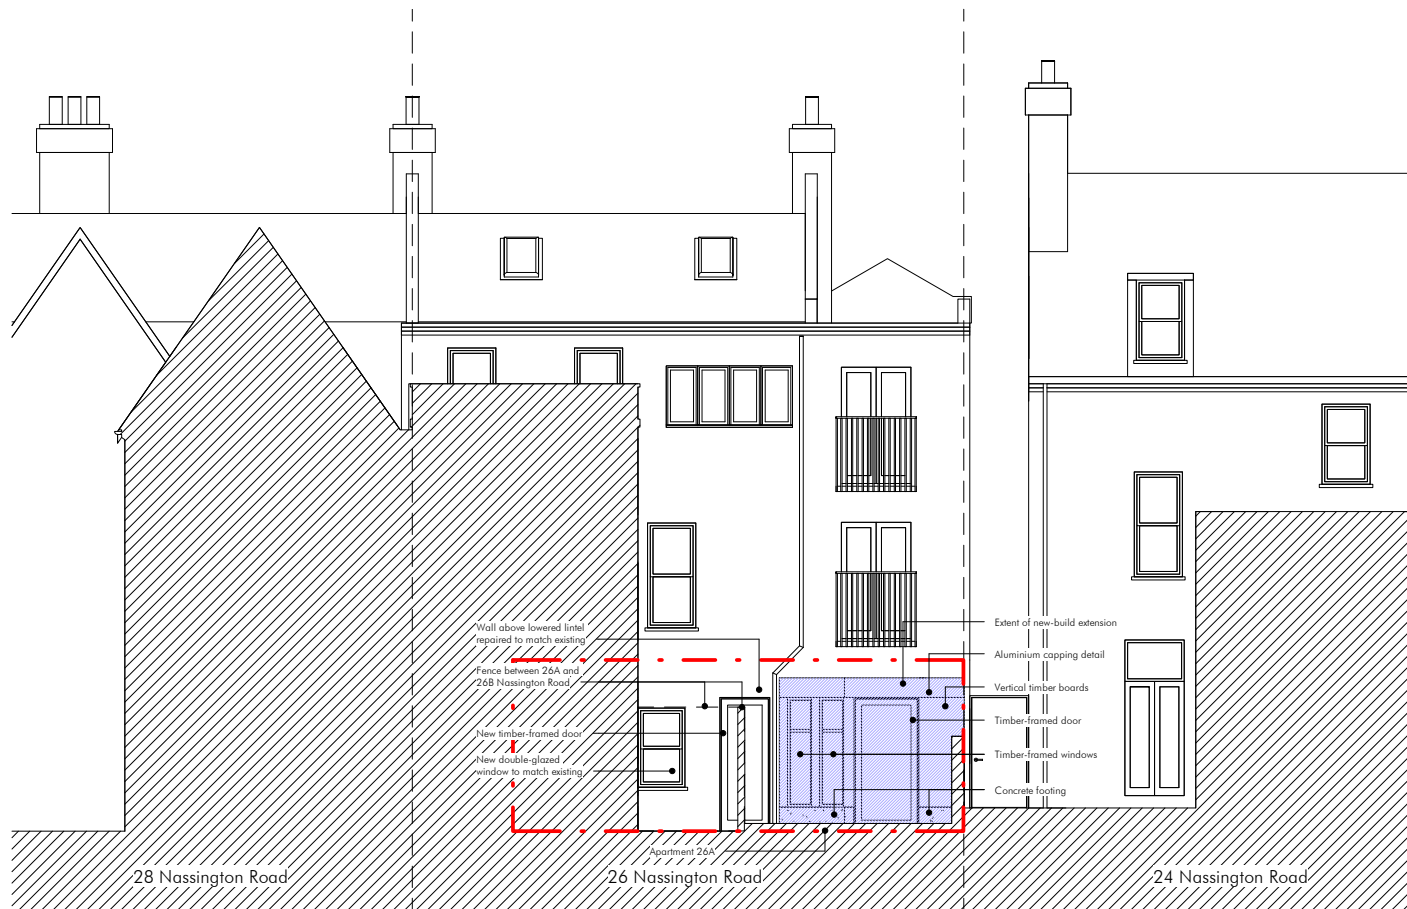 Wall above lowered lintel
repaired to match existing
Fence between 26A and
26B Nassington Road
New timber-framed door
New double-glazed
window to match existing
Apartment 26A
Extent of new-build extension
Aluminium capping detail
Vertical timber boards
Timber-framed door
Timber-framed windows
Concrete footing
28 Nassington Road
26 Nassington Road
24 Nassington Road